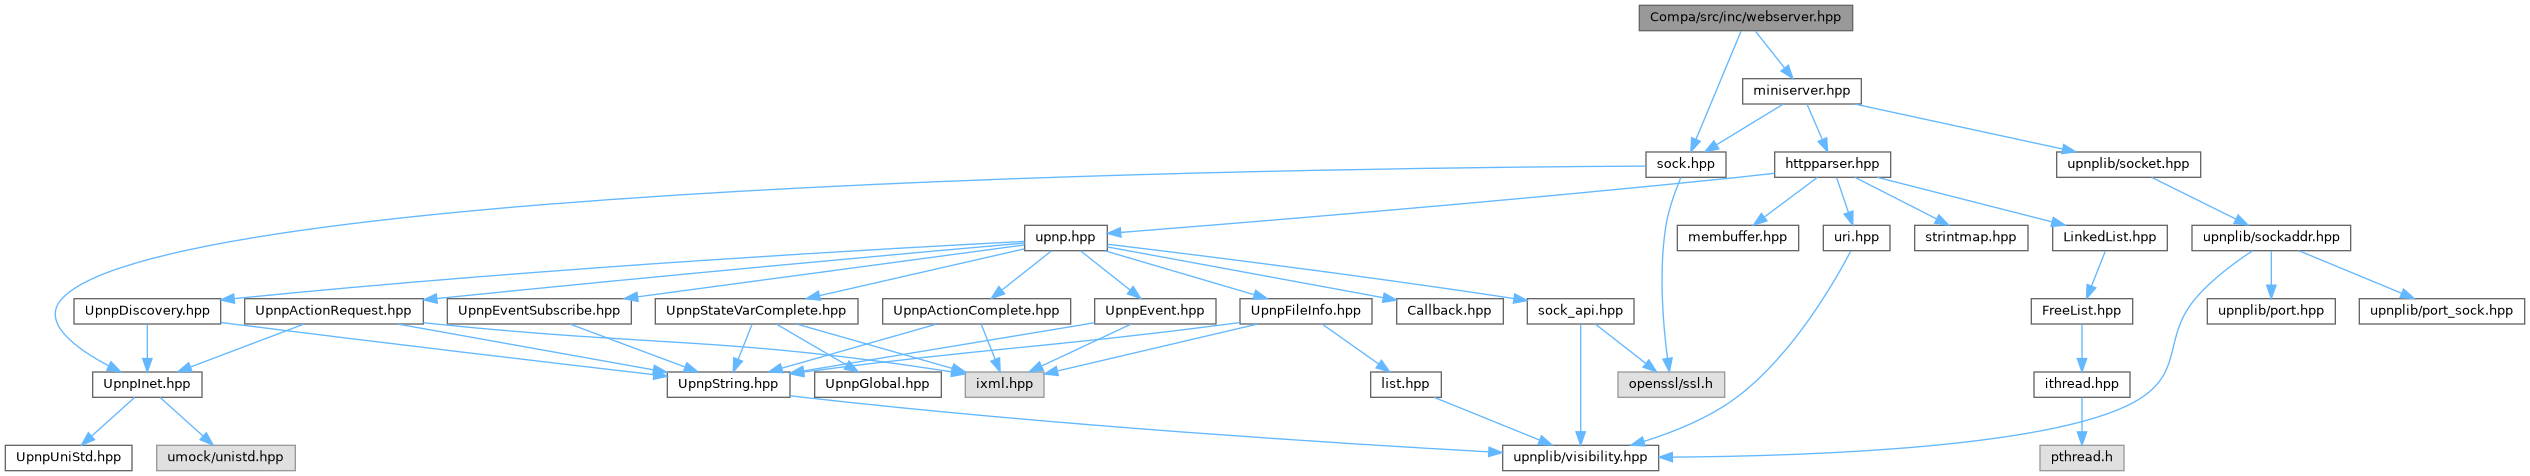 Compa/src/inc/webserver.hpp
miniserver.hpp
sock.hpp
httpparser.hpp
upnplib/socket.hpp
upnp.hpp
membuffer.hpp
uri.hpp
strintmap.hpp
LinkedList.hpp
upnplib/sockaddr.hpp
UpnpDiscovery.hpp
UpnpActionRequest.hpp
UpnpEventSubscribe.hpp
UpnpStateVarComplete.hpp
UpnpActionComplete.hpp
UpnpEvent.hpp
UpnpFileInfo.hpp
Callback.hpp
sock_api.hpp
FreeList.hpp
upnplib/port.hpp
upnplib/port_sock.hpp
UpnpInet.hpp
UpnpString.hpp
UpnpGlobal.hpp
ixml.hpp
list.hpp
openssl/ssl.h
ithread.hpp
UpnpUniStd.hpp
umock/unistd.hpp
upnplib/visibility.hpp
pthread.h